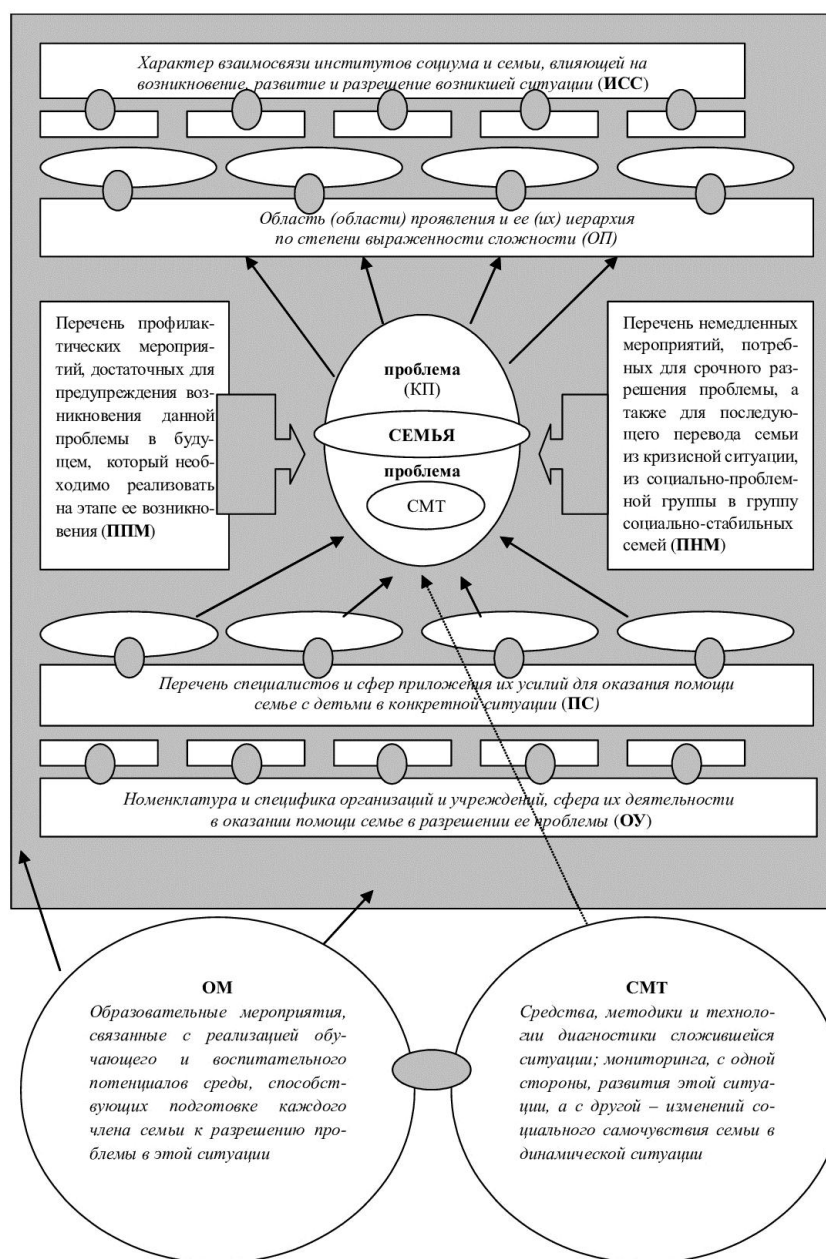 Характер взаимосвязи институтов социума и семьи, влияющей на
возникновение, развитие и разрешение возникшей ситуации (ИСС)
Область (области) проявления и ее (их) иерархия
по степени выраженности сложности (ОП)
Перечень профилак-
тических мероприя-
тий, достаточных для
предупреждения воз-
никновения данной
проблемы в буду-
щем, который необ-
ходимо реализовать
на этапе ее возникно-
вения (ППМ)
проблема
(КП)
СЕМЬЯ
проблема
СМТ
Перечень немедленных
мероприятий, потреб-
ных для срочного раз-
решения проблемы, а
также для последую-
щего перевода семьи
из кризисной ситуации,
из социально-проблем-
ной группы в группу
социально-стабильных
семей (ПНМ)
Перечень специалистов и сфер приложения их усилий для оказания помощи
семье с детьми в конкретной ситуации (ПС)
Номенклатура и специфика организаций и учреждений, сфера их деятельности
в оказании помощи семье в разрешении ее проблемы (ОУ)
ОМ
Образовательные мероприятия,
связанные с реализацией обу-
чающего и воспитательного
потенциалов среды, способст-
вующих подготовке каждого
члена семьи к разрешению про-
блемы в этой ситуации
СМТ
Средства, методики и техноло-
гии диагностики сложившейся
ситуации; мониторинга, с одной
стороны, развития этой ситуа-
ции, а с другой – изменений со-
циального самочувствия семьи в
динамической ситуации